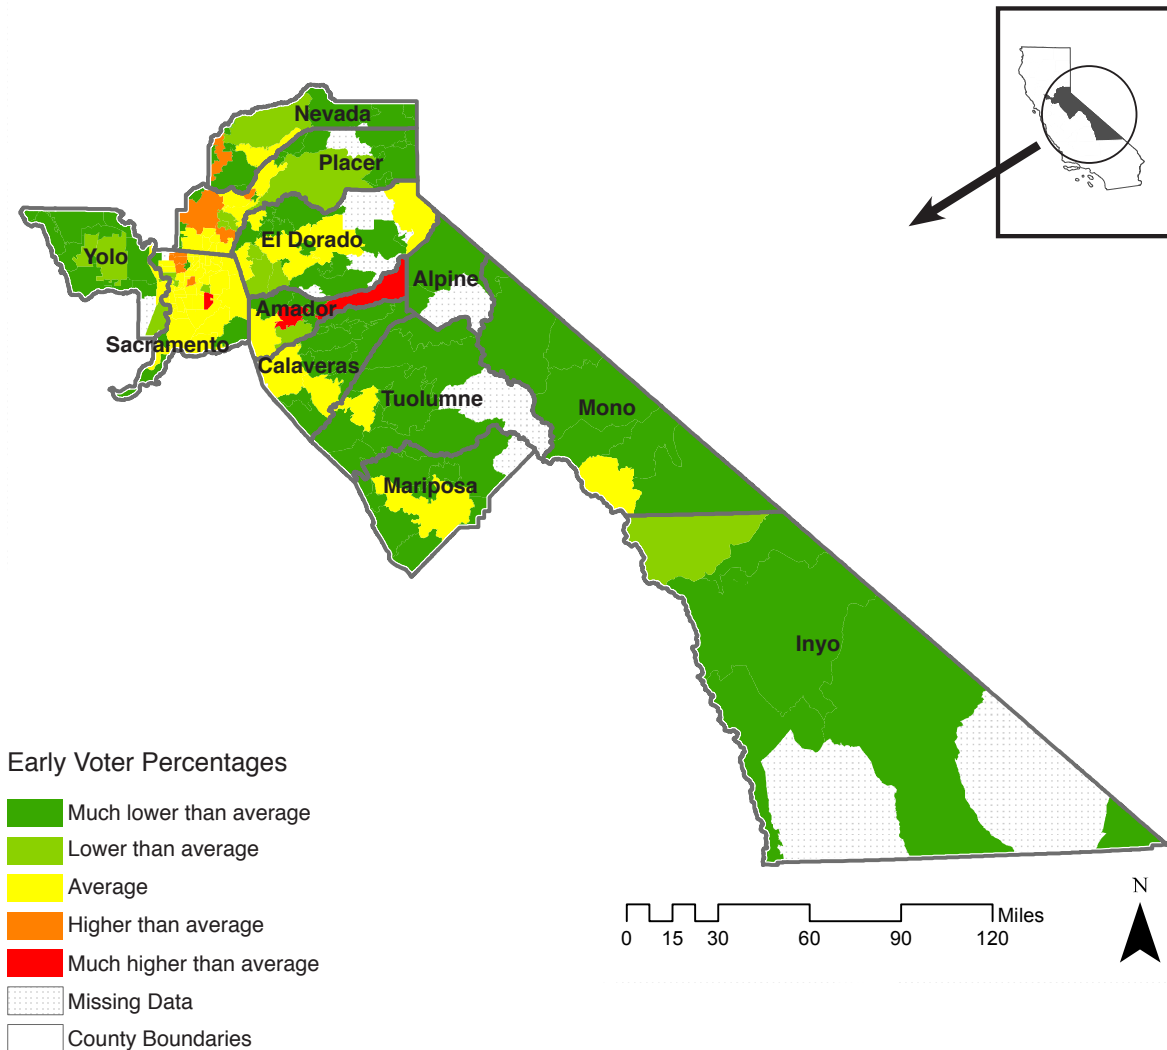 Nevada
Placer
El Dorado
Yolo
Alpine
Amador
Sacramento
Calaveras
Tuolumne
Mono
Mariposa
Inyo
Early Voter Percentages
Much lower than average
Lower than average
Average
Higher than average
Much higher than average
Missing Data
County Boundaries
N
Miles
0 15 30 60 90 120